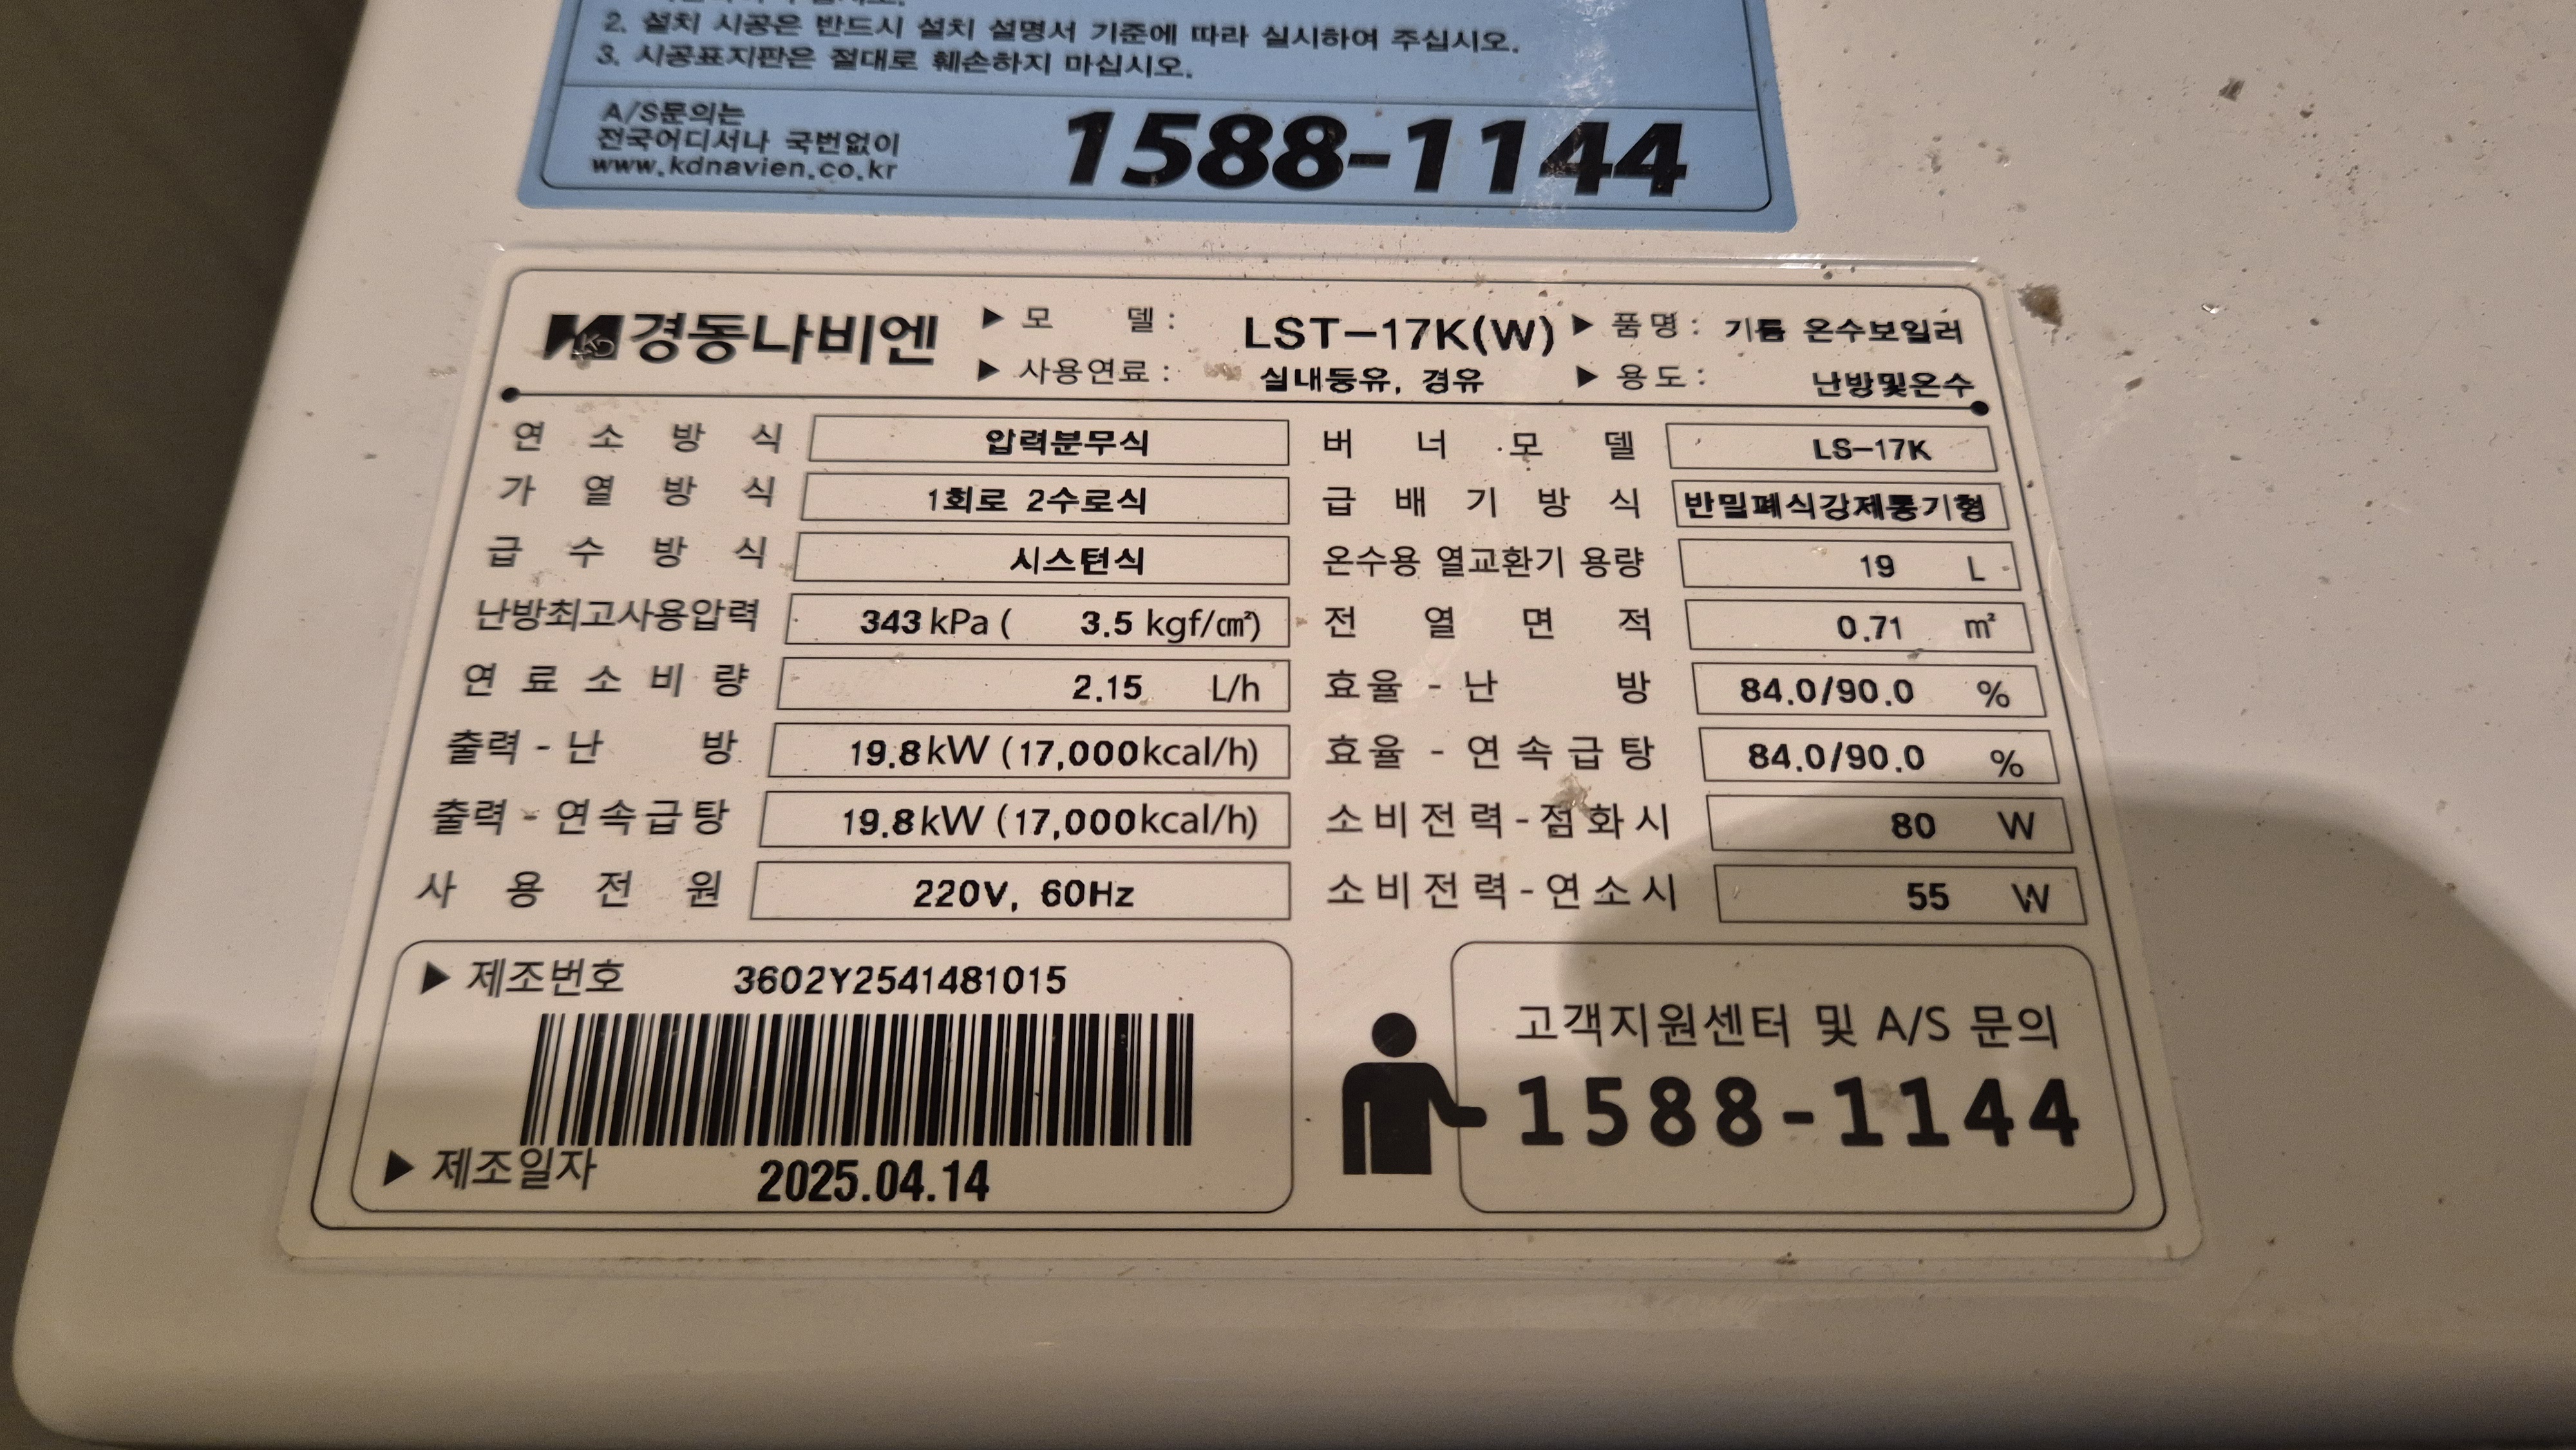 2. 설치 시공은 반드시 설치 설명서 기준에 따라 실시하여 주십시오.
3. 시공표지판은 절대로 훼손하지 마십시오.
A/S문의는
전국어디서나 국번없이
www.kdnavien.co.kr
1588-1144
경동나비엔
▶ 모 델 : LST-17K(W) ▶ 품명 : 기름 온수보일러
▶ 사용연료 : 실내등유, 경유 ▶ 용도 : 난방및온수
연 소 방 식 압력분무식 버 너 모 델 LS-17K
가 열 방 식 1회로 2수로식 급 배 기 방 식 반밀폐식강제통기형
급 수 방 식 시스턴식 온수용 열교환기 용량 19 L
난방최고사용압력 343 kPa ( 3.5 kgf/㎠) 전 열 면 적 0.71 m²
연 료 소 비 량 2.15 L/h 효율 - 난 방 84.0/90.0 %
출력 - 난 방 19.8kW (17,000kcal/h) 효율 - 연속급탕 84.0/90.0 %
출력 - 연속급탕 19.8kW (17,000kcal/h) 소비전력-점화시 80 W
사 용 전 원 220V, 60Hz 소비전력-연소시 55 W
▶ 제조번호 3602Y2541481015
▶ 제조일자 2025.04.14
고객지원센터 및 A/S 문의
1588-1144